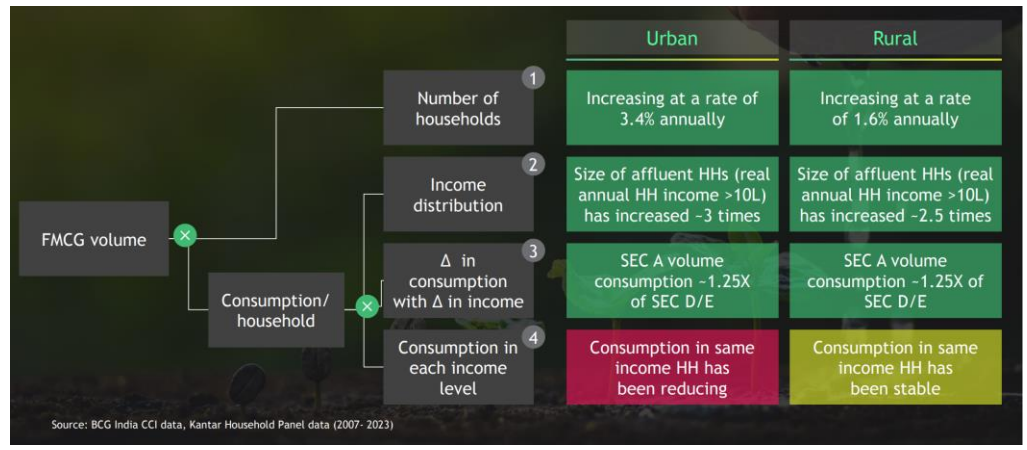 Urban
Rural
1
Number of
households
Increasing at a rate of
3.4% annually
Increasing at a rate
of 1.6% annually
2
Income
distribution
Size of affluent HHs (real
annual HH income >10L)
has increased ~3 times
Size of affluent HHs (real
annual HH income >10L)
has increased ~2.5 times
FMCG volume
×
Consumption/
household
×
3
Δ in
consumption
with Δ in income
SEC A volume
consumption ~1.25X
of SEC D/E
SEC A volume
consumption ~1.25X of
SEC D/E
4
Consumption in
each income
level
Consumption in same
income HH has
been reducing
Consumption in same
income HH has
been stable
Source: BCG India CCI data, Kantar Household Panel data (2007- 2023)